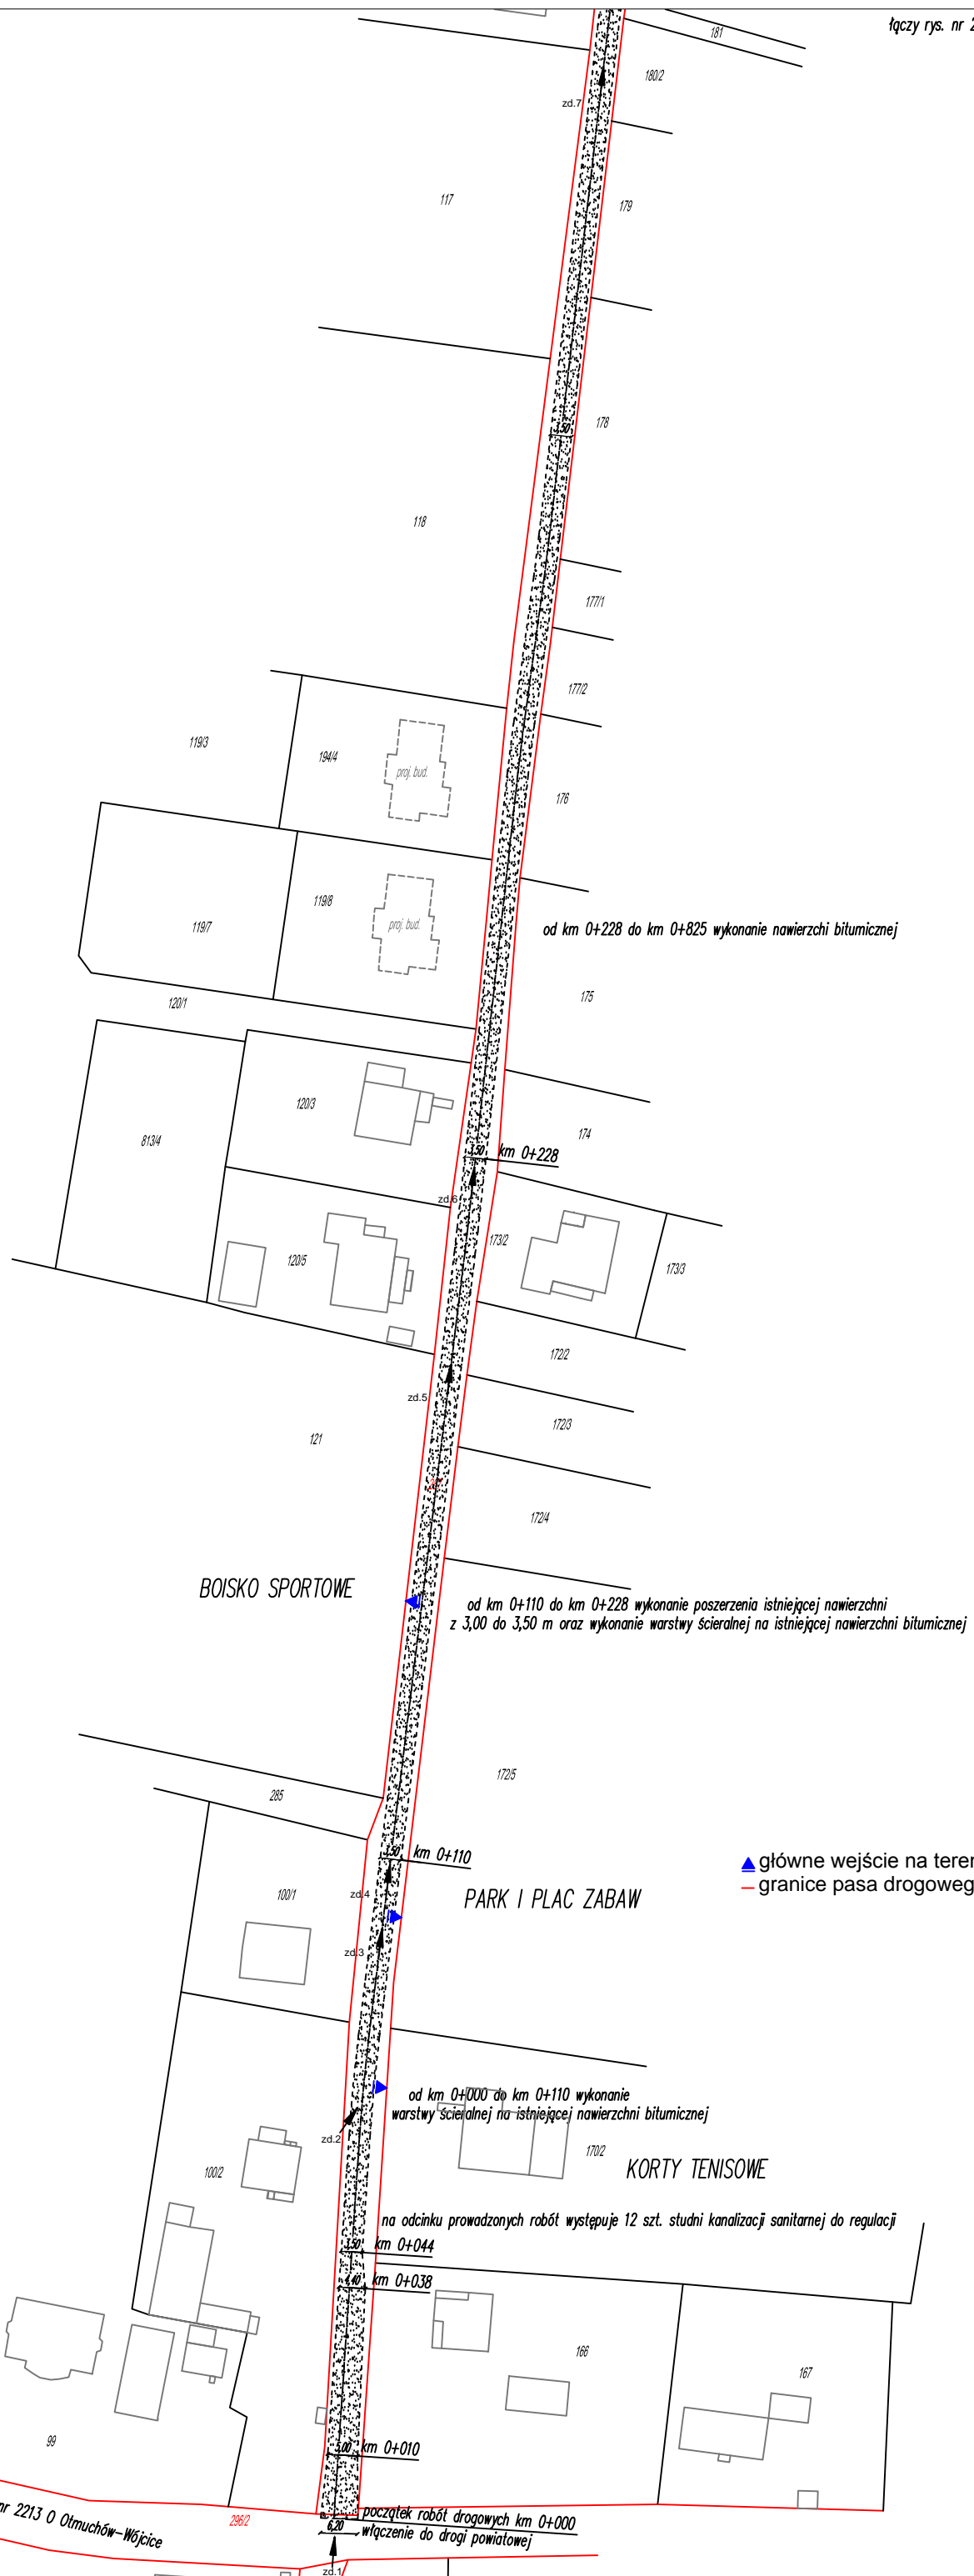 łączy rys. nr 2
181
180/2
zd.7
117
179
178
3,50
118
177/1
177/2
119/3
194/4
proj. bud.
176
119/8
119/7
proj. bud.
od km 0+228 do km 0+825 wykonanie nawierzchi bitumicznej
175
120/1
120/3
174
813/4
3,50 km 0+228
zd.6
173/2
120/5
173/3
172/2
zd.5
172/3
121
172/4
BOISKO SPORTOWE
od km 0+110 do km 0+228 wykonanie poszerzenia istniejącej nawierzchni
z 3,00 do 3,50 m oraz wykonanie warstwy ścieralnej na istniejącej nawierzchni bitumicznej
172/5
285
3,50 km 0+110
główne wejście na teren
granice pasa drogoweg
100/1
zd.4
PARK I PLAC ZABAW
zd.3
od km 0+000 do km 0+110 wykonanie
warstwy ścieralnej na istniejącej nawierzchni bitumicznej
zd.2
170/2
100/2
KORTY TENISOWE
na odcinku prowadzonych robót występuje 12 szt. studni kanalizacji sanitarnej do regulacji
3,50 km 0+044
4,40 km 0+038
166
167
99
5,00 km 0+010
nr 2213 O Otmuchów-Wójcice
296/2
początek robót drogowych km 0+000
6,20 włączenie do drogi powiatowej
zd.1